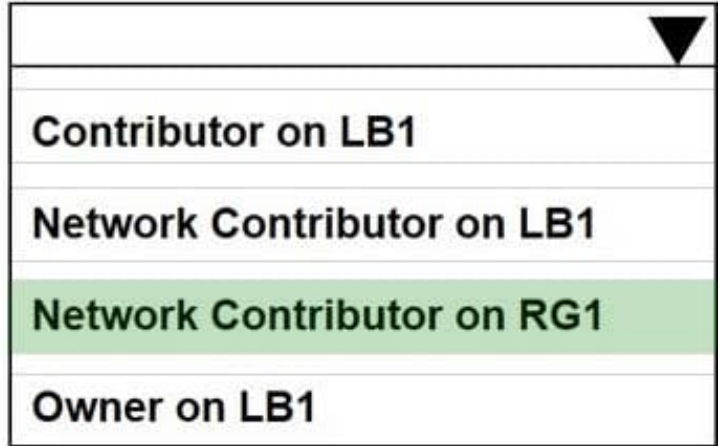 Contributor on LB1
Network Contributor on LB1
Network Contributor on RG1
Owner on LB1